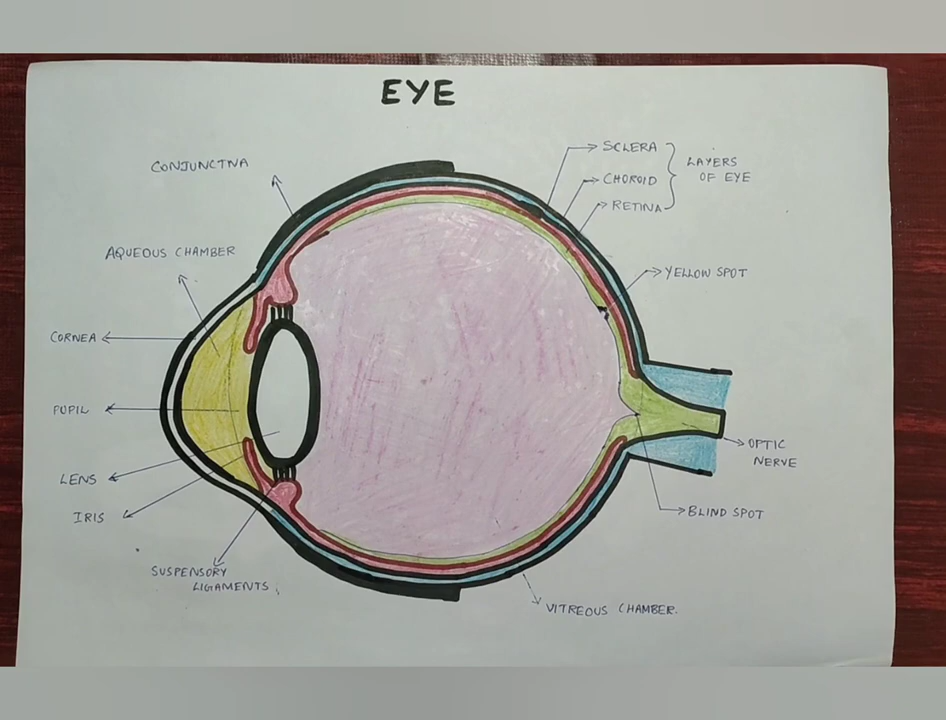 EYE
CONJUNCTNA
AQUEOUS CHAMBER
CORNEA
PUPIL
LENS
IRIS
SUSPENSORY
LIGAMENTS
SCLERA
CHOROID
RETINA
LAYERS
OF EYE
YELLOW SPOT
OPTIC
NERVE
BLIND SPOT
VITREOUS CHAMBER.